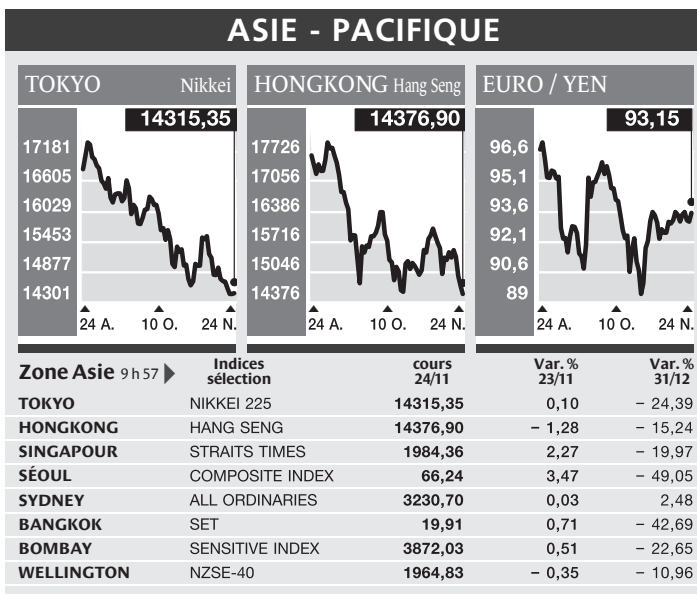 ASIE - PACIFIQUE
TOKYO Nikkei
14315,35
17181
16605
16029
15453
14877
14301
24 A. 10 O. 24 N.
HONGKONG Hang Seng
14376,90
17726
17056
16386
15716
15046
14376
24 A. 10 O. 24 N.
EURO / YEN
93,15
96,6
95,1
93,6
92,1
90,6
89
24 A. 10 O. 24 N.
Zone Asie 9 h 57 Indices sélection cours 24/11 Var. % 23/11 Var. % 31/12
TOKYO NIKKEI 225 14315,35 0,10 – 24,39
HONGKONG HANG SENG 14376,90 – 1,28 – 15,24
SINGAPOUR STRAITS TIMES 1984,36 2,27 – 19,97
SÉOUL COMPOSITE INDEX 66,24 3,47 – 49,05
SYDNEY ALL ORDINARIES 3230,70 0,03 2,48
BANGKOK SET 19,91 0,71 – 42,69
BOMBAY SENSITIVE INDEX 3872,03 0,51 – 22,65
WELLINGTON NZSE-40 1964,83 – 0,35 – 10,96